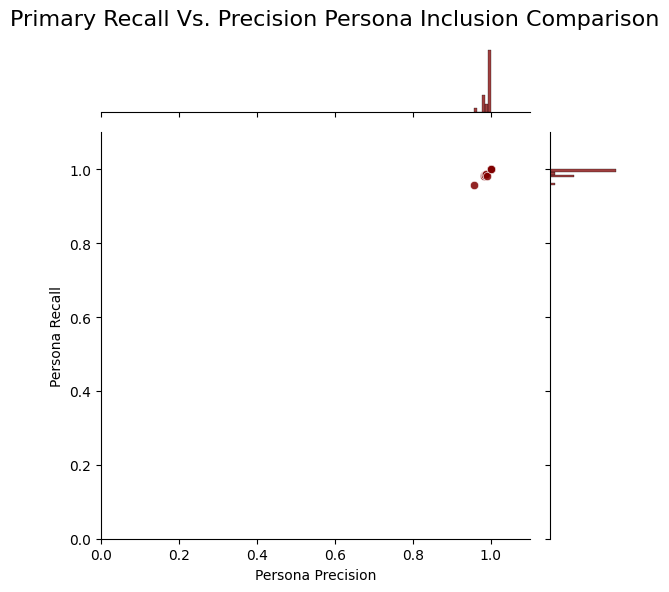 Primary Recall Vs. Precision Persona Inclusion Comparison
1.0
0.8
0.6
0.4
0.2
0.0
Persona Recall
0.0 0.2 0.4 0.6 0.8 1.0
Persona Precision